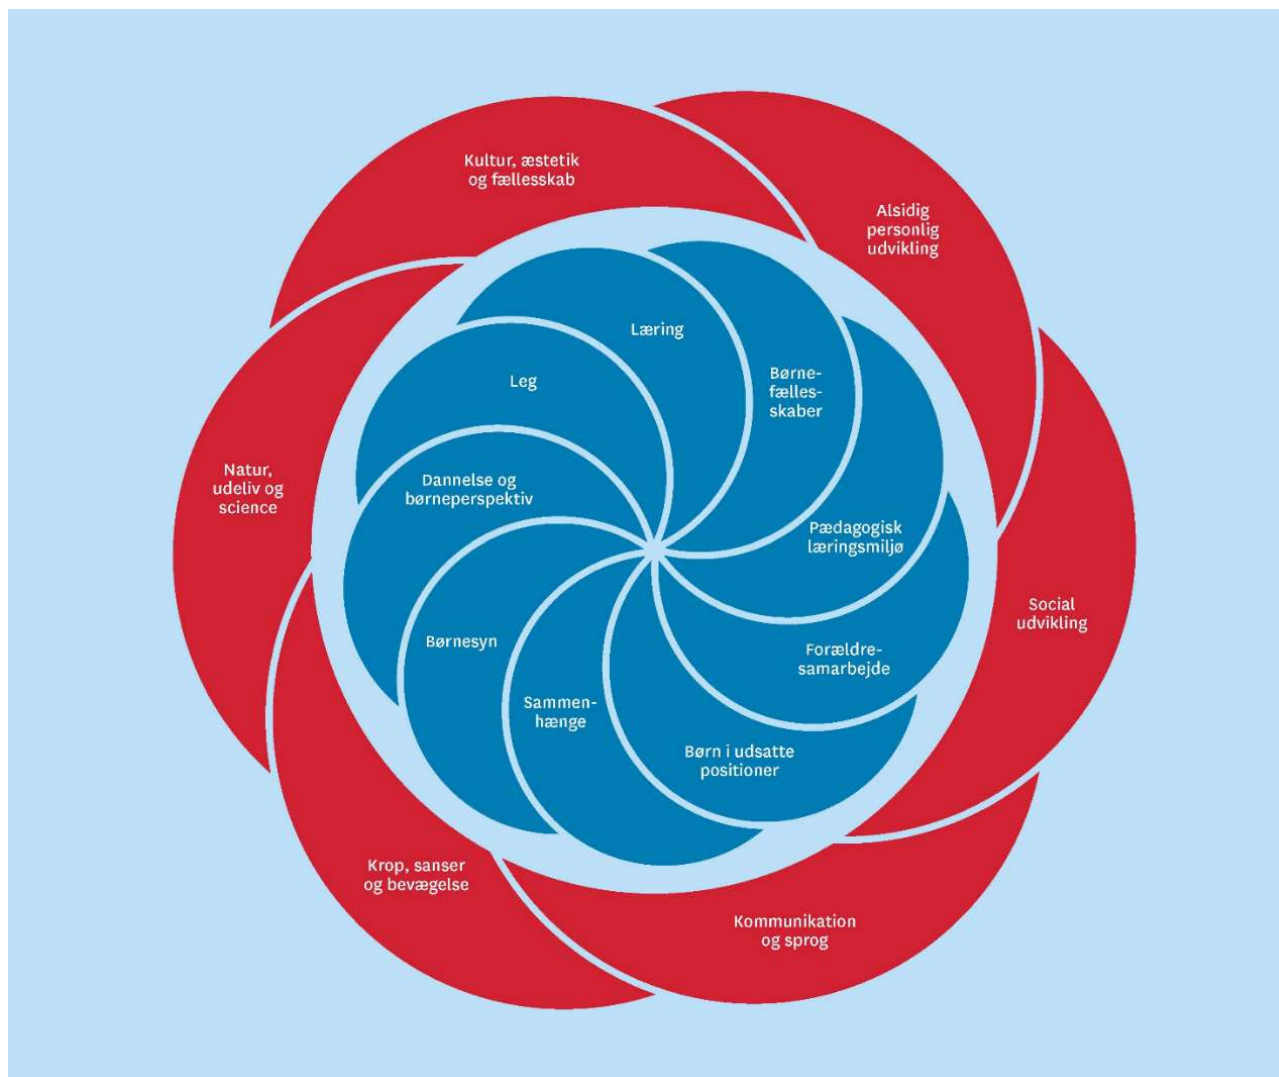 Kultur, æstetik
og fællesskab
Alsidig
personlig
udvikling
Læring
Børne-
fælles-
skaber
Leg
Natur,
udeliv og
science
Dannelse og
børneperspektiv
Pædagogisk
læringsmiljø
Social
udvikling
Børnesyn
Forældre-
samarbejde
Sammen-
hænge
Børn i udsatte
positioner
Krop, sanser
og bevægelse
Kommunikation
og sprog